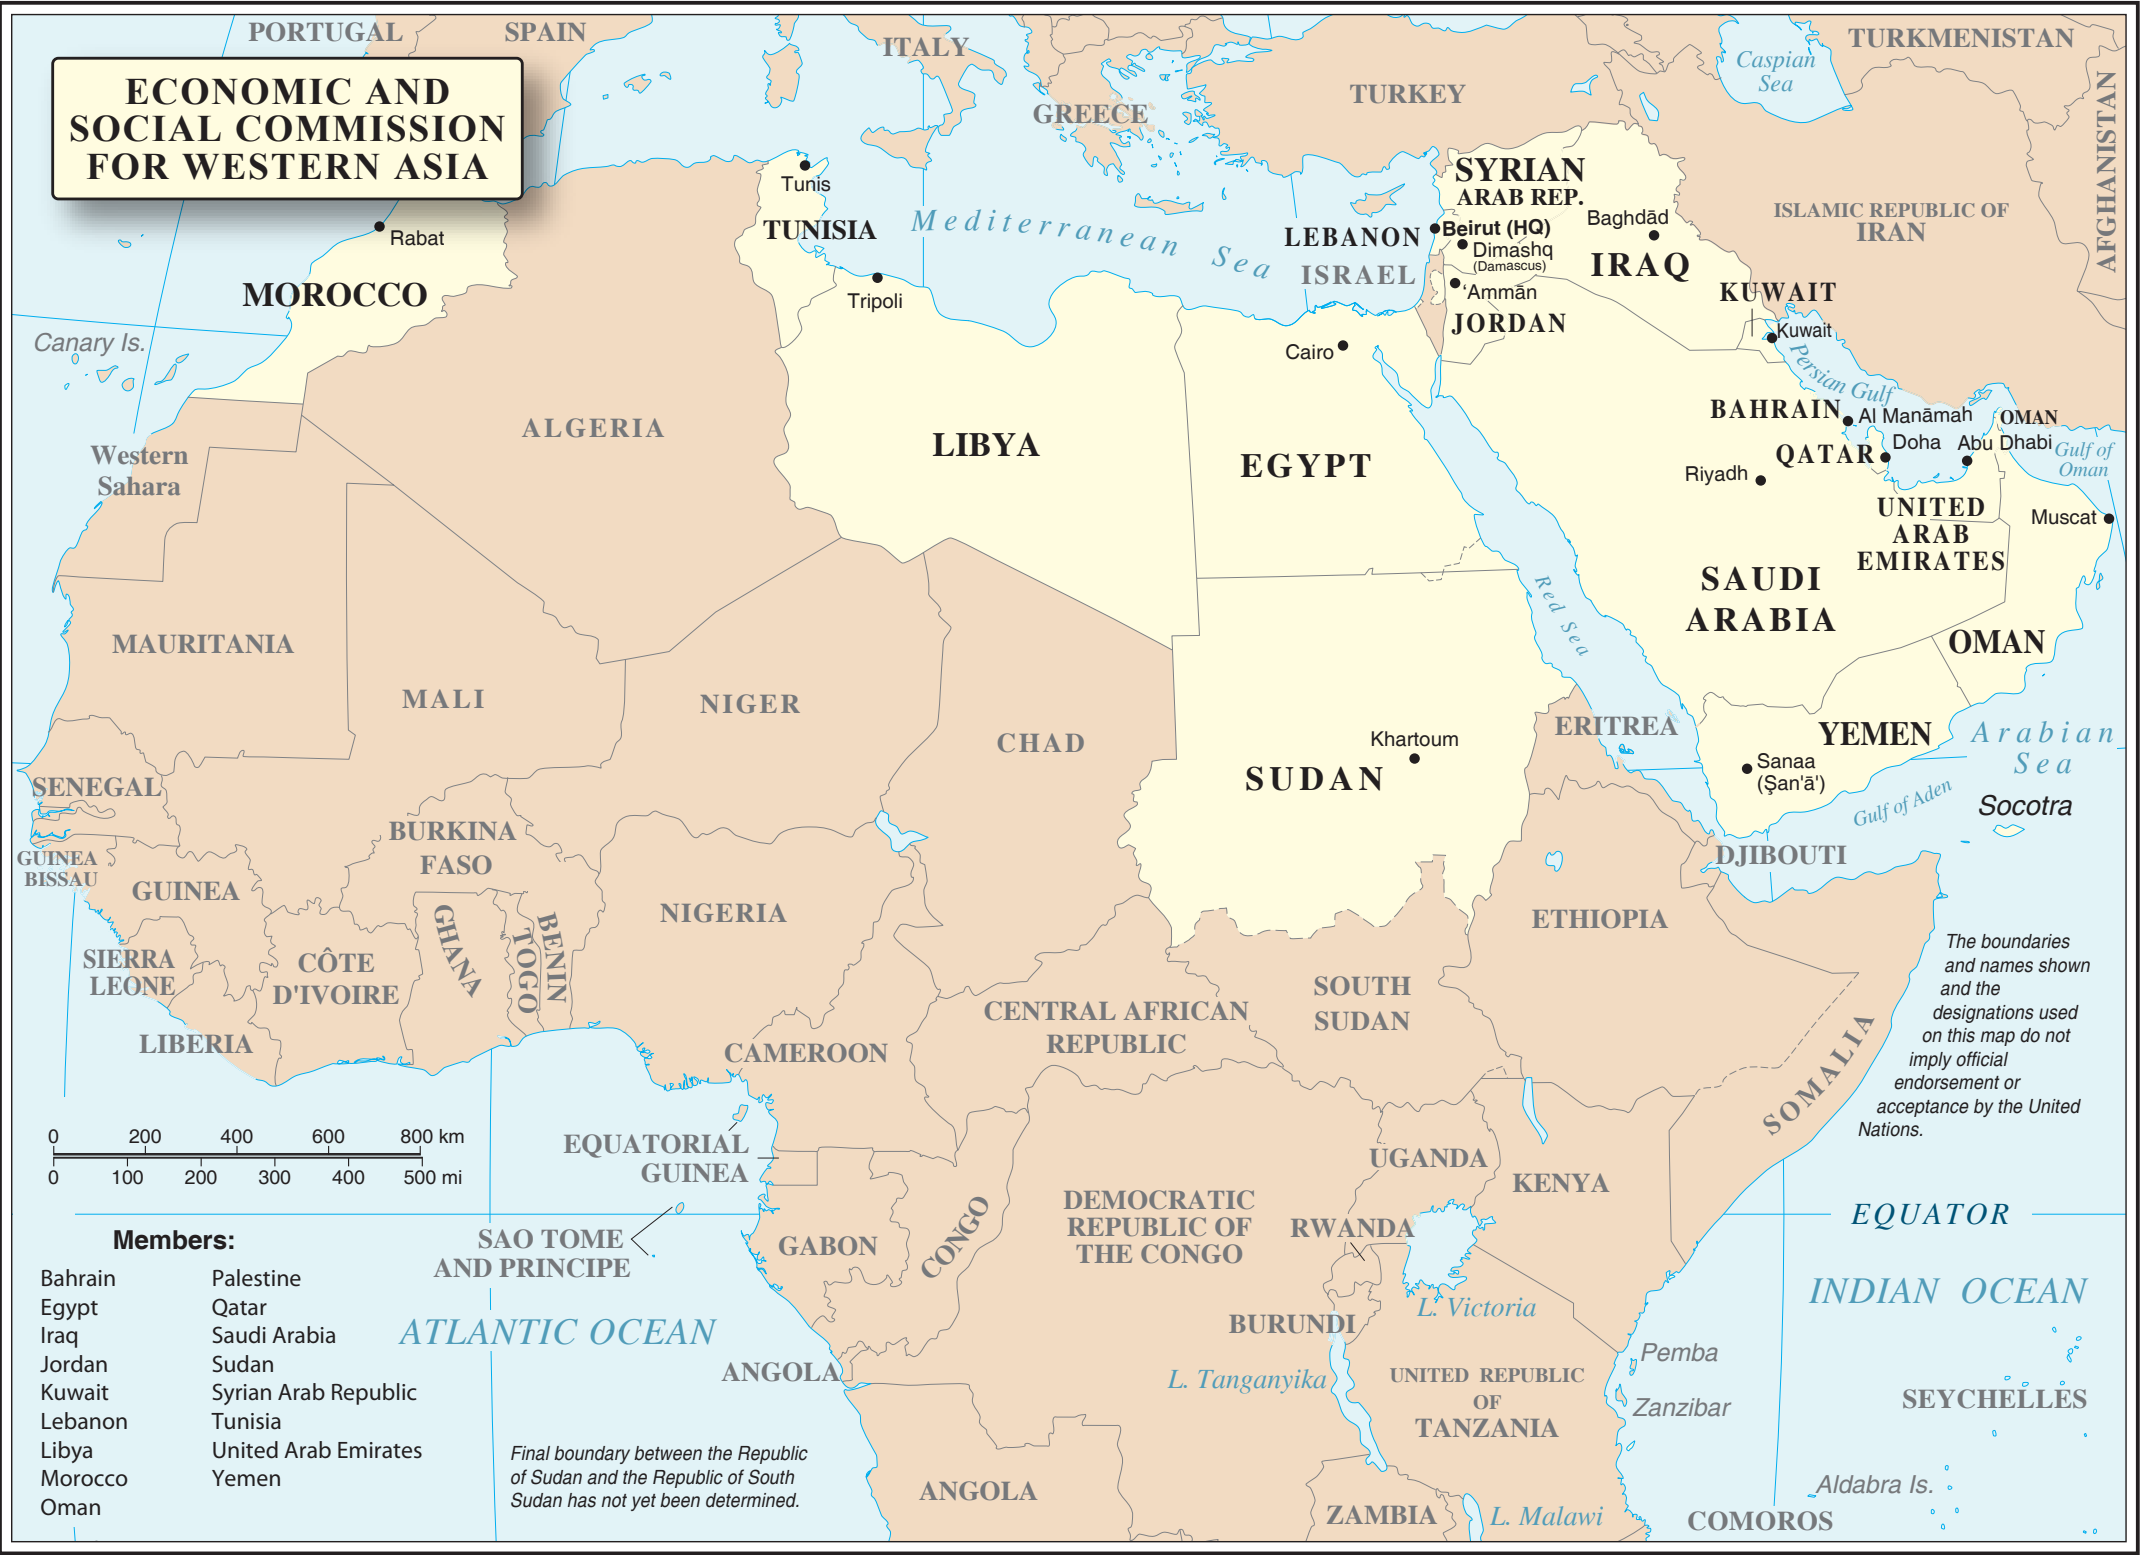 PORTUGAL
SPAIN
ITALY
GREECE
TURKEY
Caspian
Sea
TURKMENISTAN
AFGHANISTAN
ECONOMIC AND
SOCIAL COMMISSION
FOR WESTERN ASIA
Tunis
TUNISIA
Rabat
MOROCCO
Tripoli
Mediterranean Sea
SYRIAN
ARAB REP.
LEBANON
Beirut (HQ)
Dimashq
(Damascus)
ISRAEL
'Ammān
JORDAN
Baghdād
IRAQ
ISLAMIC REPUBLIC OF
IRAN
KUWAIT
Kuwait
Persian Gulf
Cairo
Canary Is.
Western
Sahara
ALGERIA
LIBYA
EGYPT
BAHRAIN
Al Manāmah
OMAN
QATAR
Doha
Abu Dhabi
Gulf of
Oman
Riyadh
UNITED
ARAB
EMIRATES
Muscat
SAUDI
ARABIA
Red Sea
OMAN
MAURITANIA
MALI
NIGER
CHAD
Khartoum
SUDAN
ERITREA
YEMEN
Sanaa
(Şan'ā')
Arabian
Sea
Gulf of Aden
Socotra
SENEGAL
GUINEA
BISSAU
GUINEA
BURKINA
FASO
SIERRA
LEONE
LIBERIA
CÔTE
D'IVOIRE
GHANA
TOGO
BENIN
NIGERIA
DJIBOUTI
ETHIOPIA
SOUTH
SUDAN
CENTRAL AFRICAN
REPUBLIC
CAMEROON
SOMALIA
The boundaries
and names shown
and the
designations used
on this map do not
imply official
endorsement or
acceptance by the United
Nations.
0 200 400 600 800 km
0 100 200 300 400 500 mi
EQUATORIAL
GUINEA
SAO TOME
AND PRINCIPE
GABON
CONGO
DEMOCRATIC
REPUBLIC OF
THE CONGO
UGANDA
KENYA
RWANDA
BURUNDI
L. Victoria
L. Tanganyika
UNITED REPUBLIC
OF
TANZANIA
EQUATOR
INDIAN OCEAN
ATLANTIC OCEAN
Pemba
Zanzibar
SEYCHELLES
Aldabra Is.
COMOROS
ANGOLA
ANGOLA
ZAMBIA
L. Malawi
Members:
Bahrain
Egypt
Iraq
Jordan
Kuwait
Lebanon
Libya
Morocco
Oman
Palestine
Qatar
Saudi Arabia
Sudan
Syrian Arab Republic
Tunisia
United Arab Emirates
Yemen
Final boundary between the Republic
of Sudan and the Republic of South
Sudan has not yet been determined.